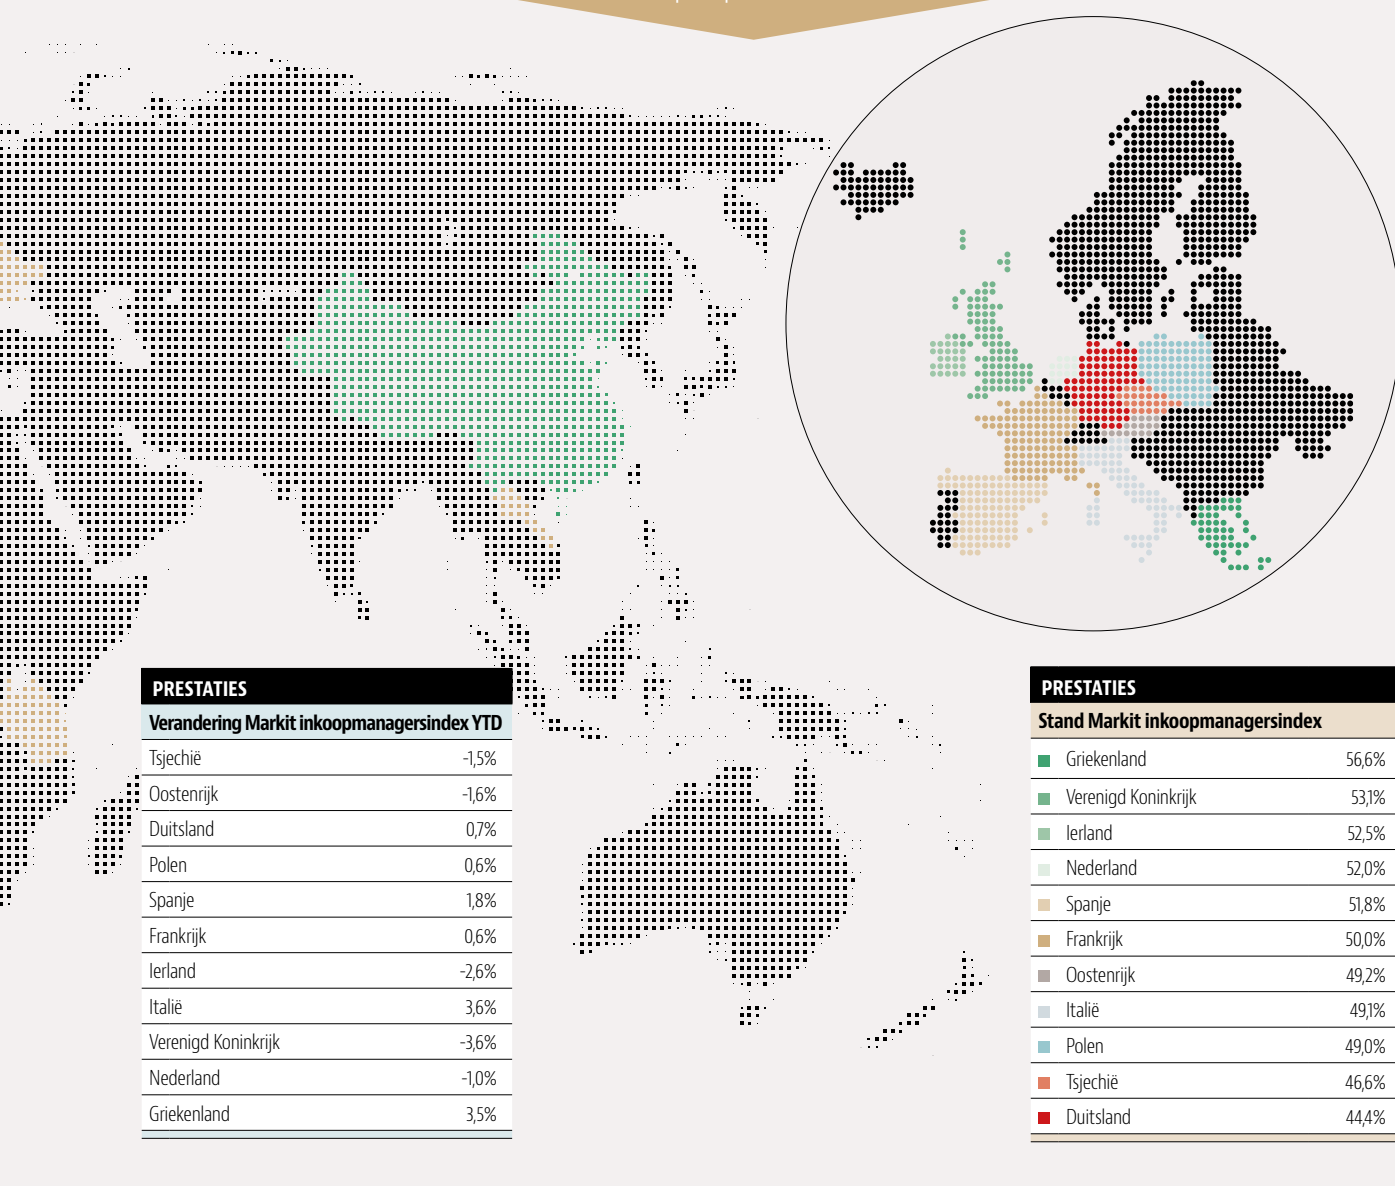 PRESTATIES
Verandering Markit inkoopmanagersindex YTD
Tsjechië -1,5%
Oostenrijk -1,6%
Duitsland 0,7%
Polen 0,6%
Spanje 1,8%
Frankrijk 0,6%
Ierland -2,6%
Italië 3,6%
Verenigd Koninkrijk -3,6%
Nederland -1,0%
Griekenland 3,5%
PRESTATIES
Stand Markit inkoopmanagersindex
Griekenland 56,6%
Verenigd Koninkrijk 53,1%
Ierland 52,5%
Nederland 52,0%
Spanje 51,8%
Frankrijk 50,0%
Oostenrijk 49,2%
Italië 49,1%
Polen 49,0%
Tsjechië 46,6%
Duitsland 44,4%